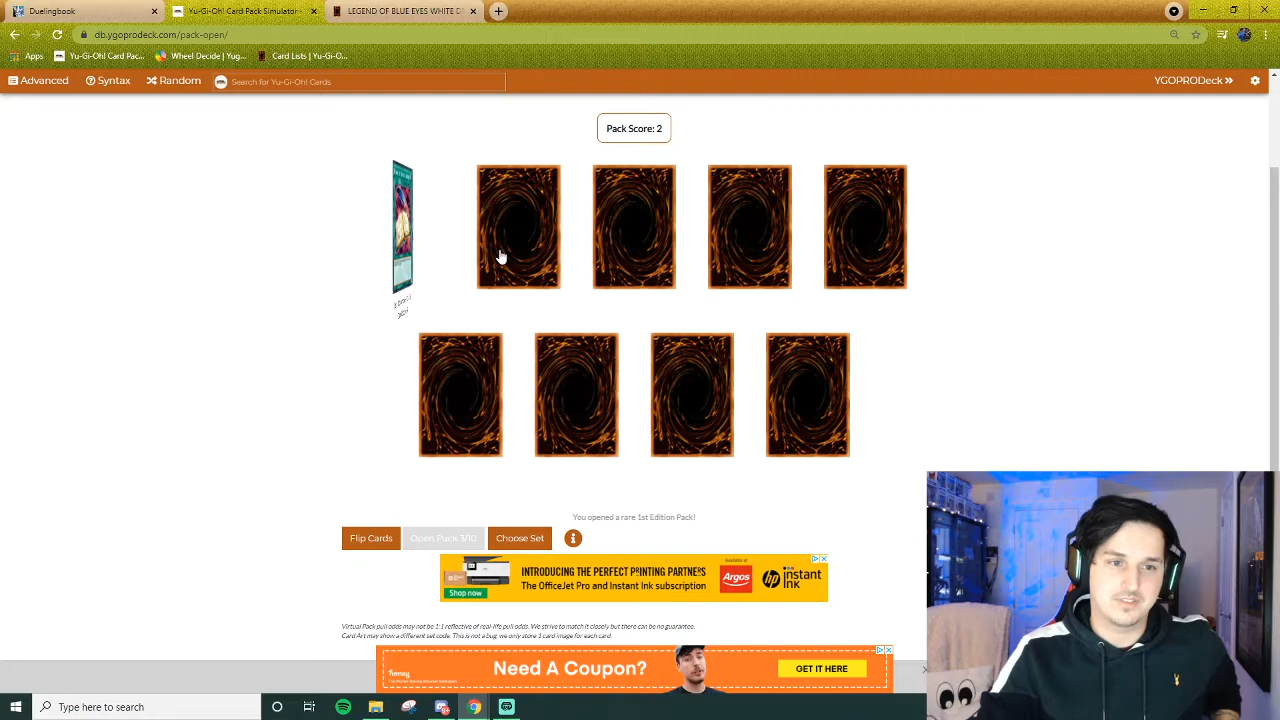 Duelingbook
Yu-Gi-Oh! Card Pack Simulator
LEGEND OF BLUE EYES WHITE D
db.ygoprodeck.com/pack-open/
Apps
Yu-Gi-Oh! Card Pac...
Wheel Decide | Yug...
Card Lists | Yu-Gi-O...
Advanced
Syntax
Random
Search for Yu-Gi-Oh! Cards
YGOPRODeck
Pack Score: 2
You opened a rare 1st Edition Pack!
Flip Cards
Open Pack 3/10
Choose Set
Shop now
INTRODUCING THE PERFECT PRINTING PARTNERS
The OfficeJet Pro and Instant Ink subscription
Available at
Argos
hp instant ink
Virtual Pack pull odds may not be 1:1 reflective of real-life pull odds. We strive to match it closely but there can be no guarantee.
Card Art may show a different set code. This is not a bug, we only store 1 card image for each card.
honey
Need A Coupon?
GET IT HERE
Type here to search